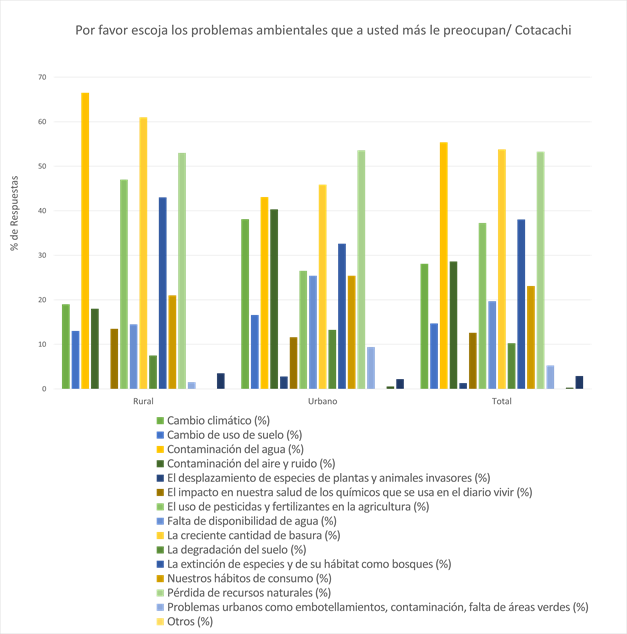 Por favor escoja los problemas ambientales que a usted más le preocupan/ Cotacachi
70
60
50
40
30
20
10
0
% de Respuestas
Rural
Urbano
Total
Cambio climático (%)
Cambio de uso de suelo (%)
Contaminación del agua (%)
Contaminación del aire y ruido (%)
El desplazamiento de especies de plantas y animales invasores (%)
El impacto en nuestra salud de los químicos que se usa en el diario vivir (%)
El uso de pesticidas y fertilizantes en la agricultura (%)
Falta de disponibilidad de agua (%)
La creciente cantidad de basura (%)
La degradación del suelo (%)
La extinción de especies y de su hábitat como bosques (%)
Nuestros hábitos de consumo (%)
Pérdida de recursos naturales (%)
Problemas urbanos como embotellamientos, contaminación, falta de áreas verdes (%)
Otros (%)